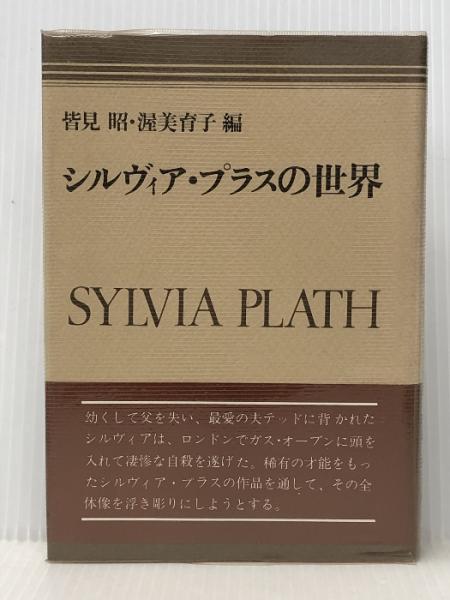 皆見 昭・渥美育子 編
シルヴィア・プラスの世界
SYLVIA PLATH
幼くして父を失い、最愛の夫テッドに背かれた
シルヴィアは、ロンドンでガス・オーブンに頭を
入れて凄惨な自殺を遂げた。稀有の才能をもっ
たシルヴィア・プラスの作品を通して、その全
体像を浮き彫りにしようとする。